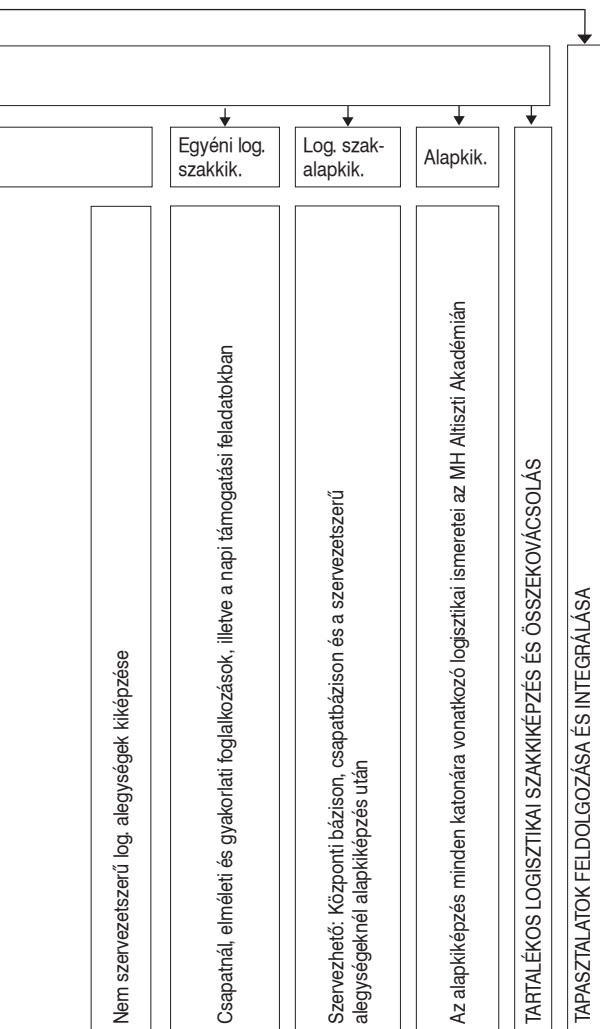 Egyéni log.
szakkik.
Log. szak-
alapkik.
Alapkik.
Nem szervezetszerű log. alegységek kiképzése
Csapatnál, elméleti és gyakorlati foglalkozások, illetve a napi támogatási feladatokban
Szervezhető: Központi bázison, csapatbázison és a szervezetszerű
alegységeknél alapkiképzés után
Az alapkiképzés minden katonára vonatkozó logisztikai ismeretei az MH Altiszti Akadémián
TARTALÉKOS LOGISZTIKAI SZAKKIKÉPZÉS ÉS ÖSSZEKOVÁCSOLÁS
TAPASZTALATOK FELDOLGOZÁSA ÉS INTEGRÁLÁSA